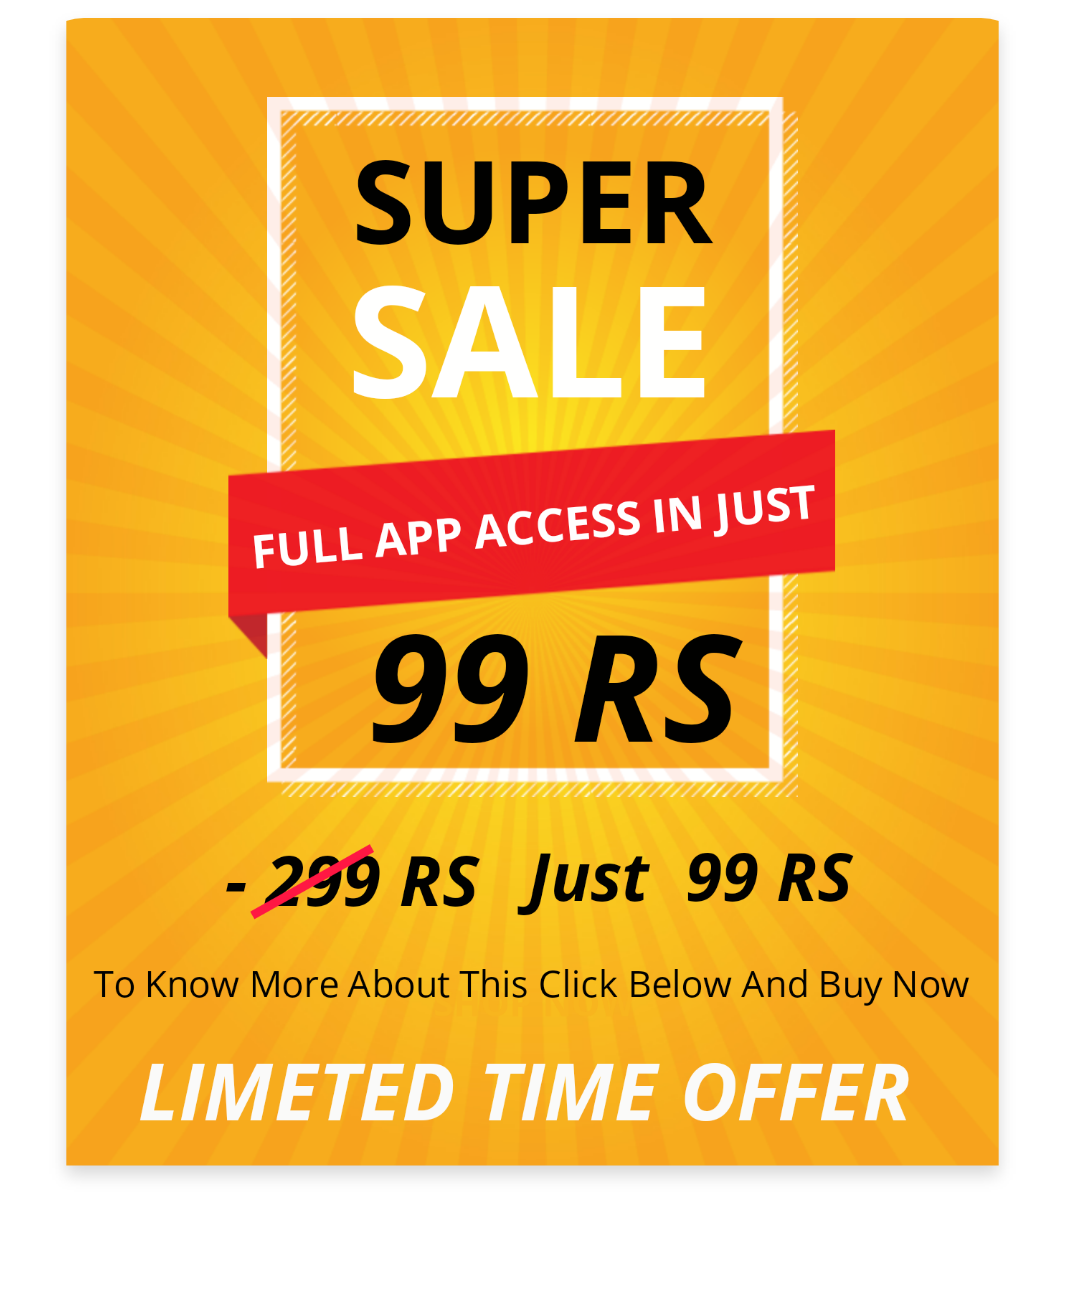 SUPER
SALE
FULL APP ACCESS IN JUST
99 RS
- 299 RS Just 99 RS
To Know More About This Click Below And Buy Now
LIMETED TIME OFFER